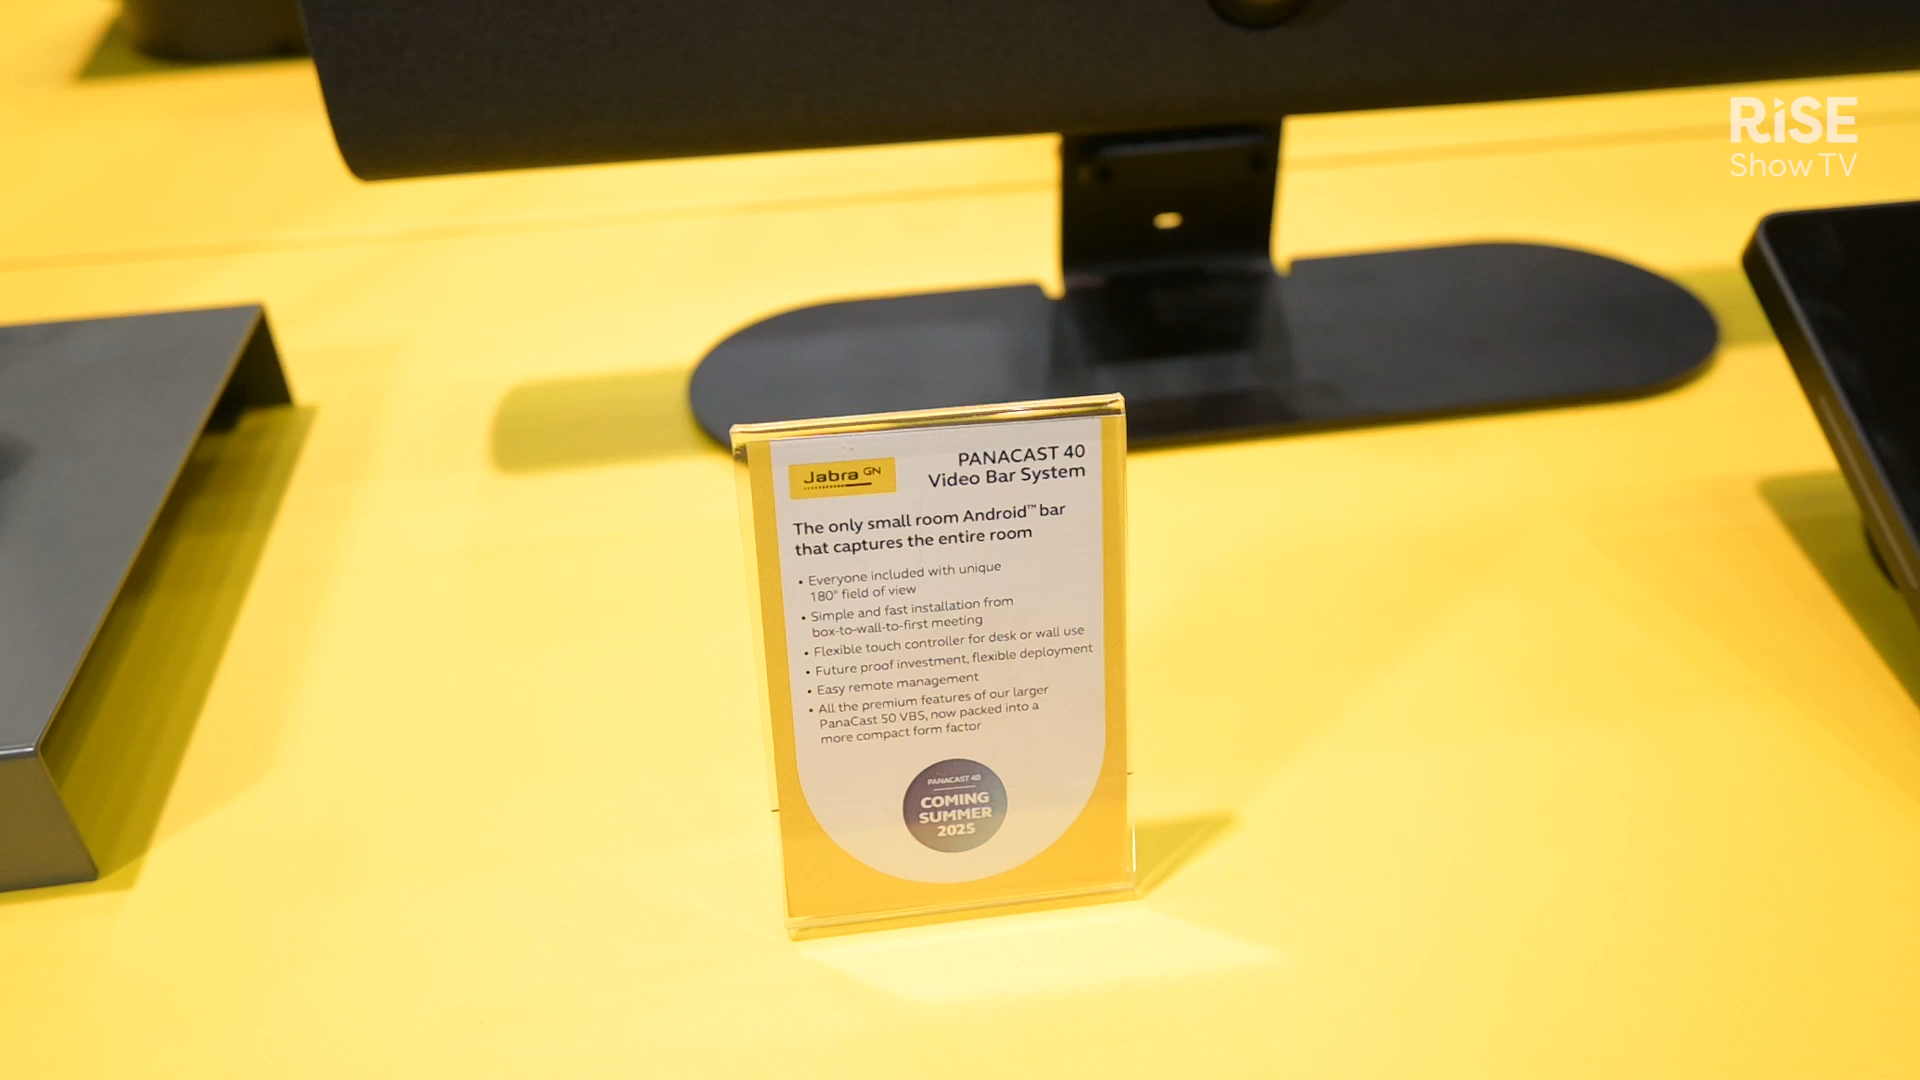 RiSE
Show TV
Jabra GN
PANACAST 40
Video Bar System
The only small room Android™ bar
that captures the entire room
• Everyone included with unique
180° field of view
• Simple and fast installation from
box-to-wall-to-first meeting
• Flexible touch controller for desk or wall use
• Future proof investment, flexible deployment
• Easy remote management
• All the premium features of our larger
PanaCast 50 VBS, now packed into a
more compact form factor
PANACAST 40
COMING
SUMMER
2025